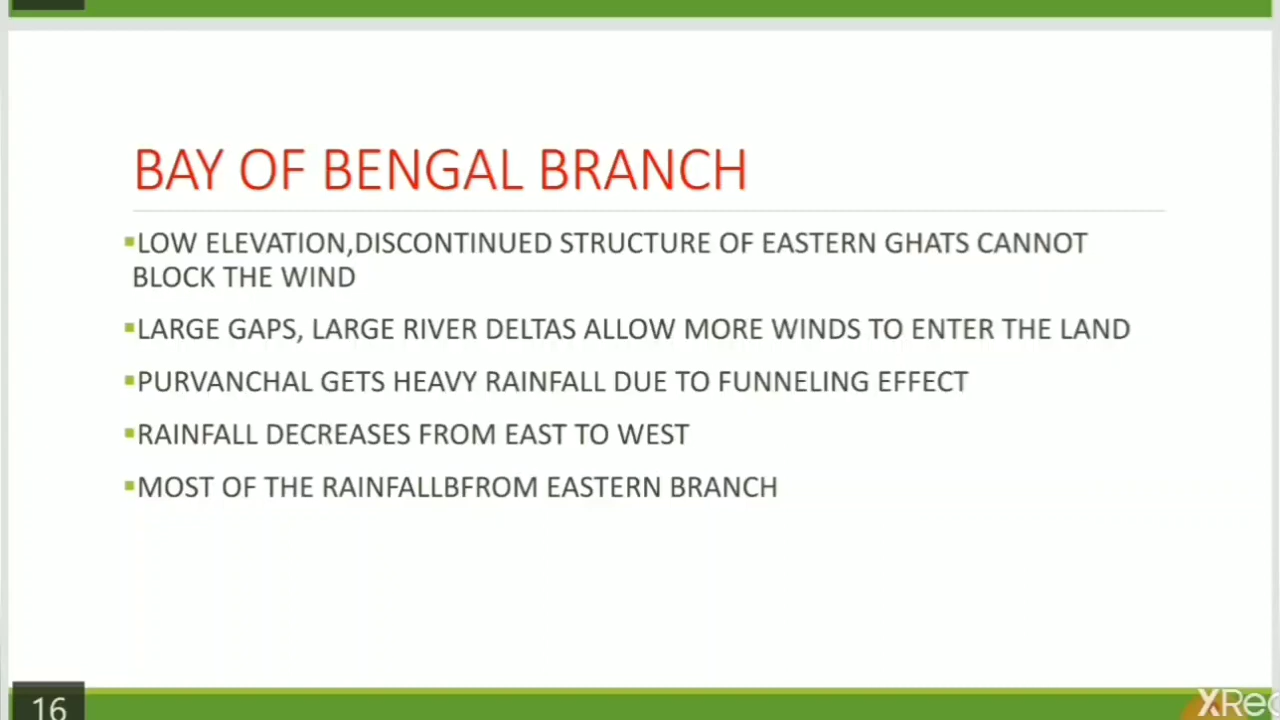 BAY OF BENGAL BRANCH
▪LOW ELEVATION,DISCONTINUED STRUCTURE OF EASTERN GHATS CANNOT
BLOCK THE WIND
▪LARGE GAPS, LARGE RIVER DELTAS ALLOW MORE WINDS TO ENTER THE LAND
▪PURVANCHAL GETS HEAVY RAINFALL DUE TO FUNNELING EFFECT
▪RAINFALL DECREASES FROM EAST TO WEST
▪MOST OF THE RAINFALLBFROM EASTERN BRANCH
16
XRec